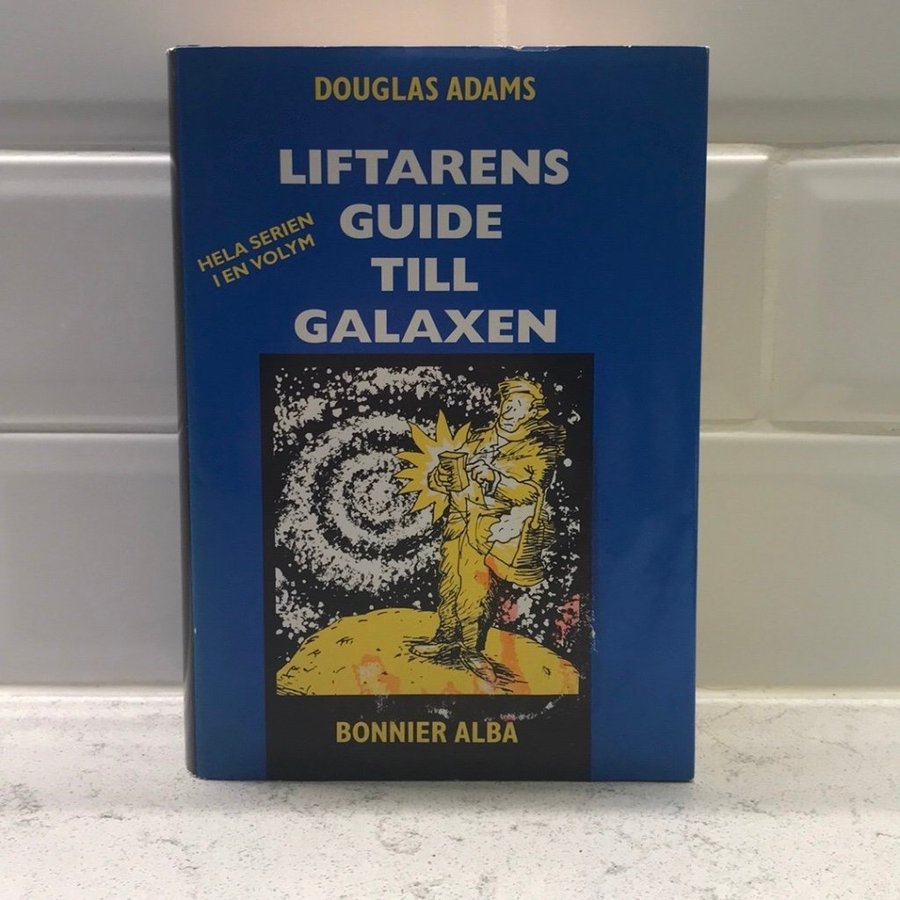 DOUGLAS ADAMS
LIFTARENS
GUIDE
TILL
GALAXEN
HELA SERIEN
I EN VOLYM
BONNIER ALBA